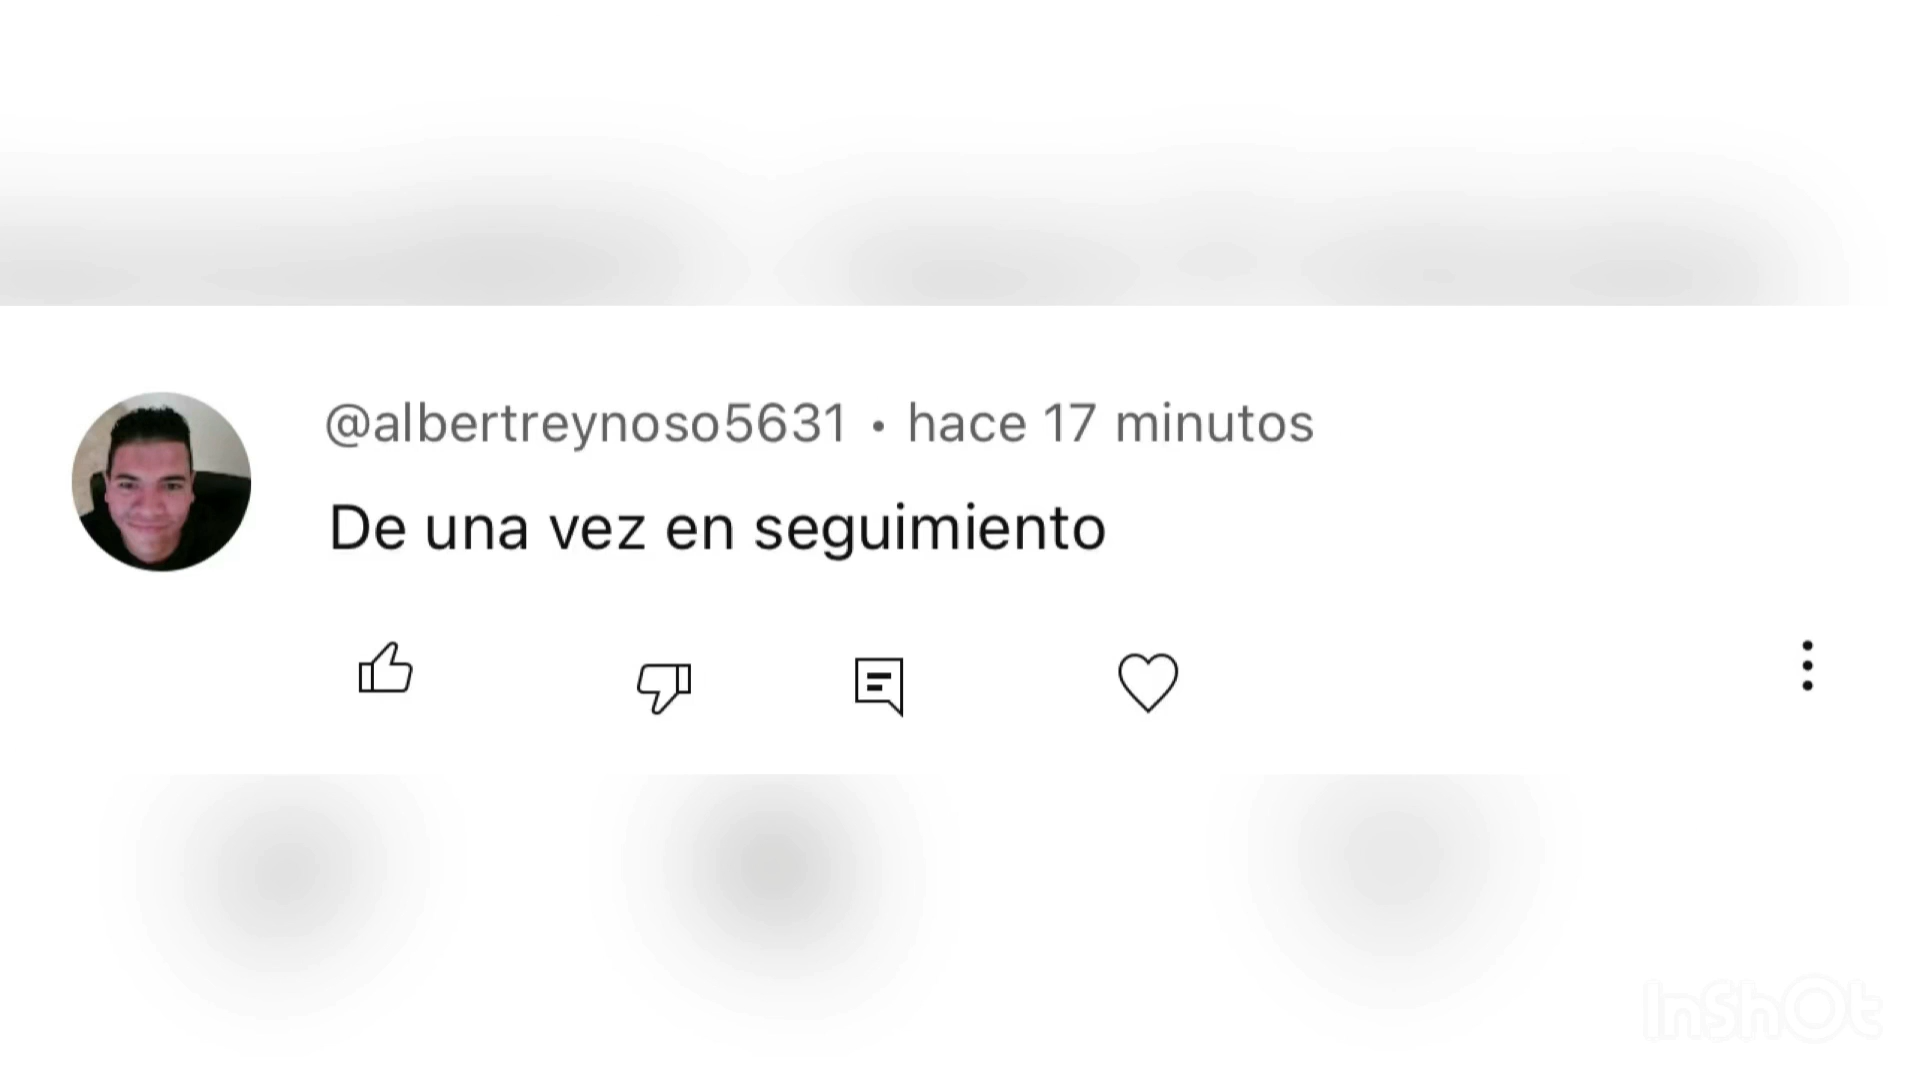 @albertreynoso5631 • hace 17 minutos
De una vez en seguimiento
InShOt